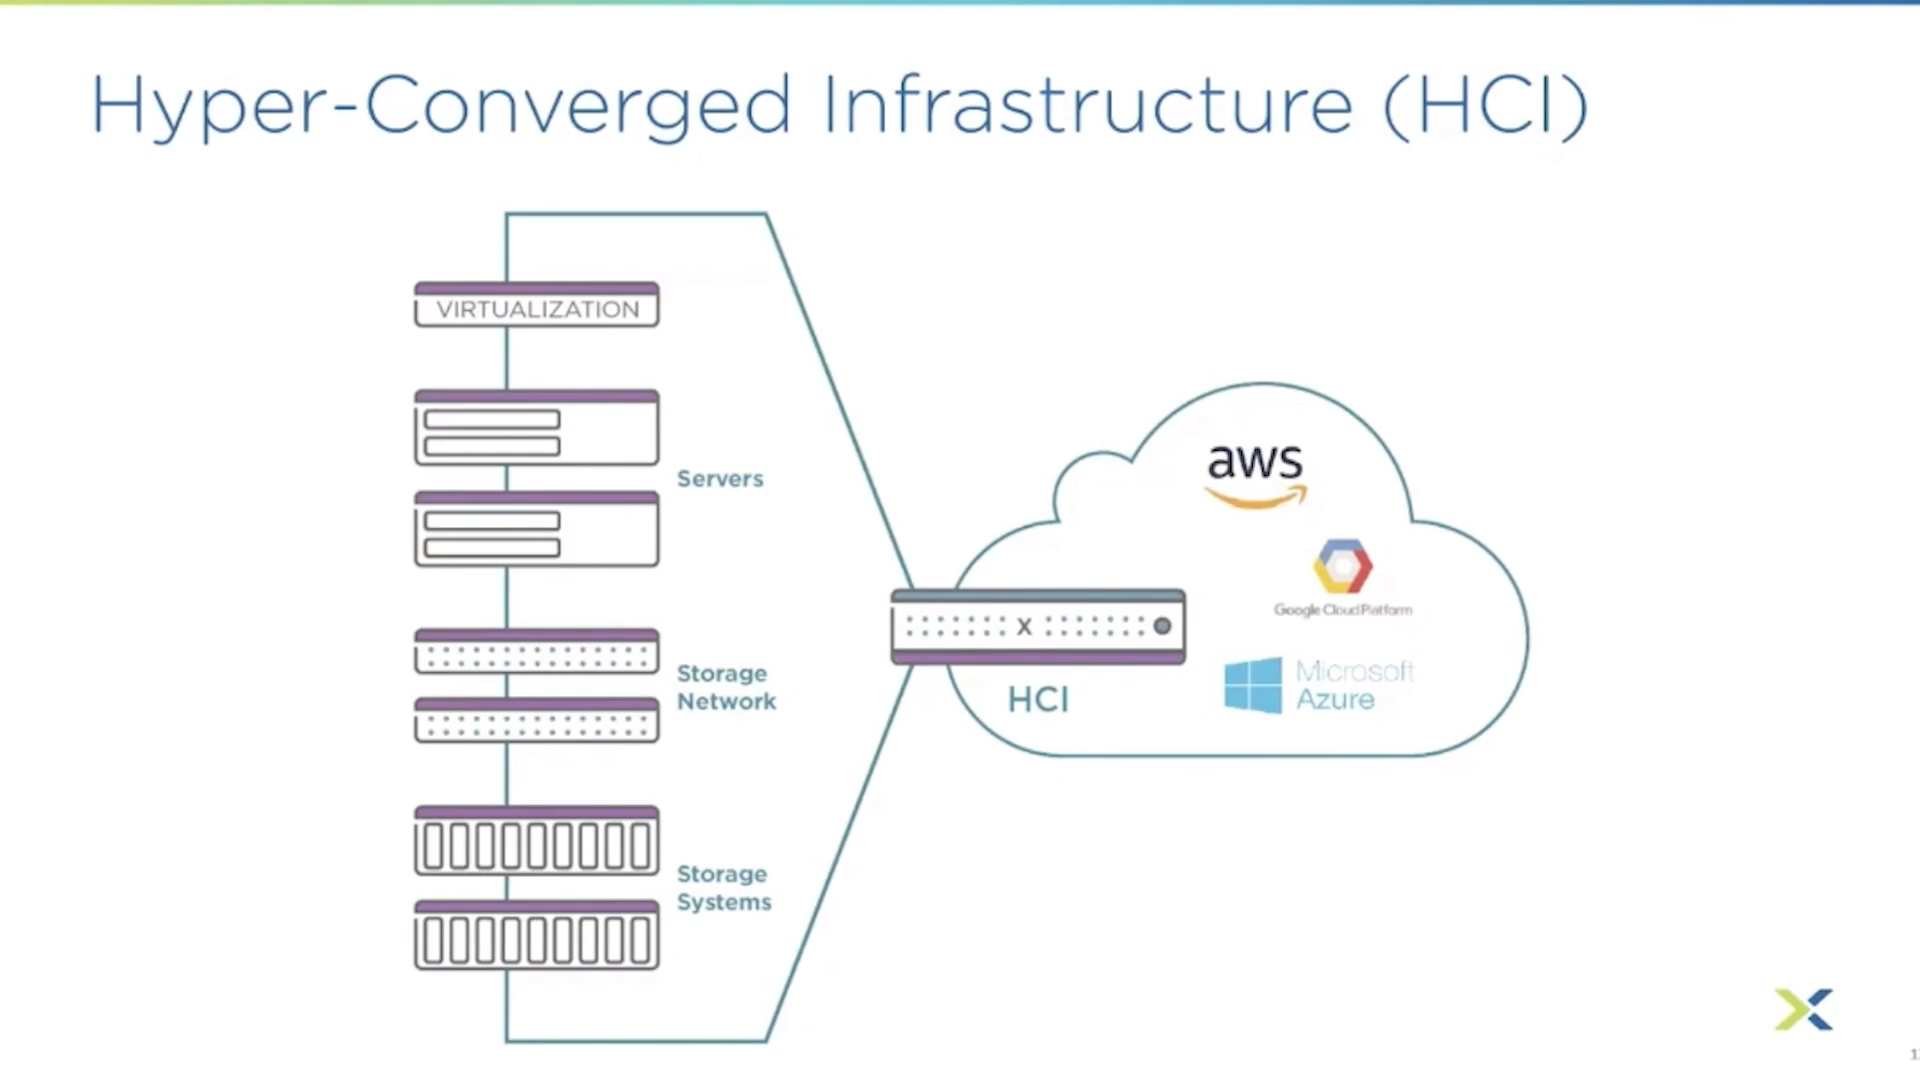 Hyper-Converged Infrastructure (HCI)
VIRTUALIZATION
Servers
Storage
Network
Storage
Systems
X
HCI
aws
Google Cloud Platform
Microsoft
Azure